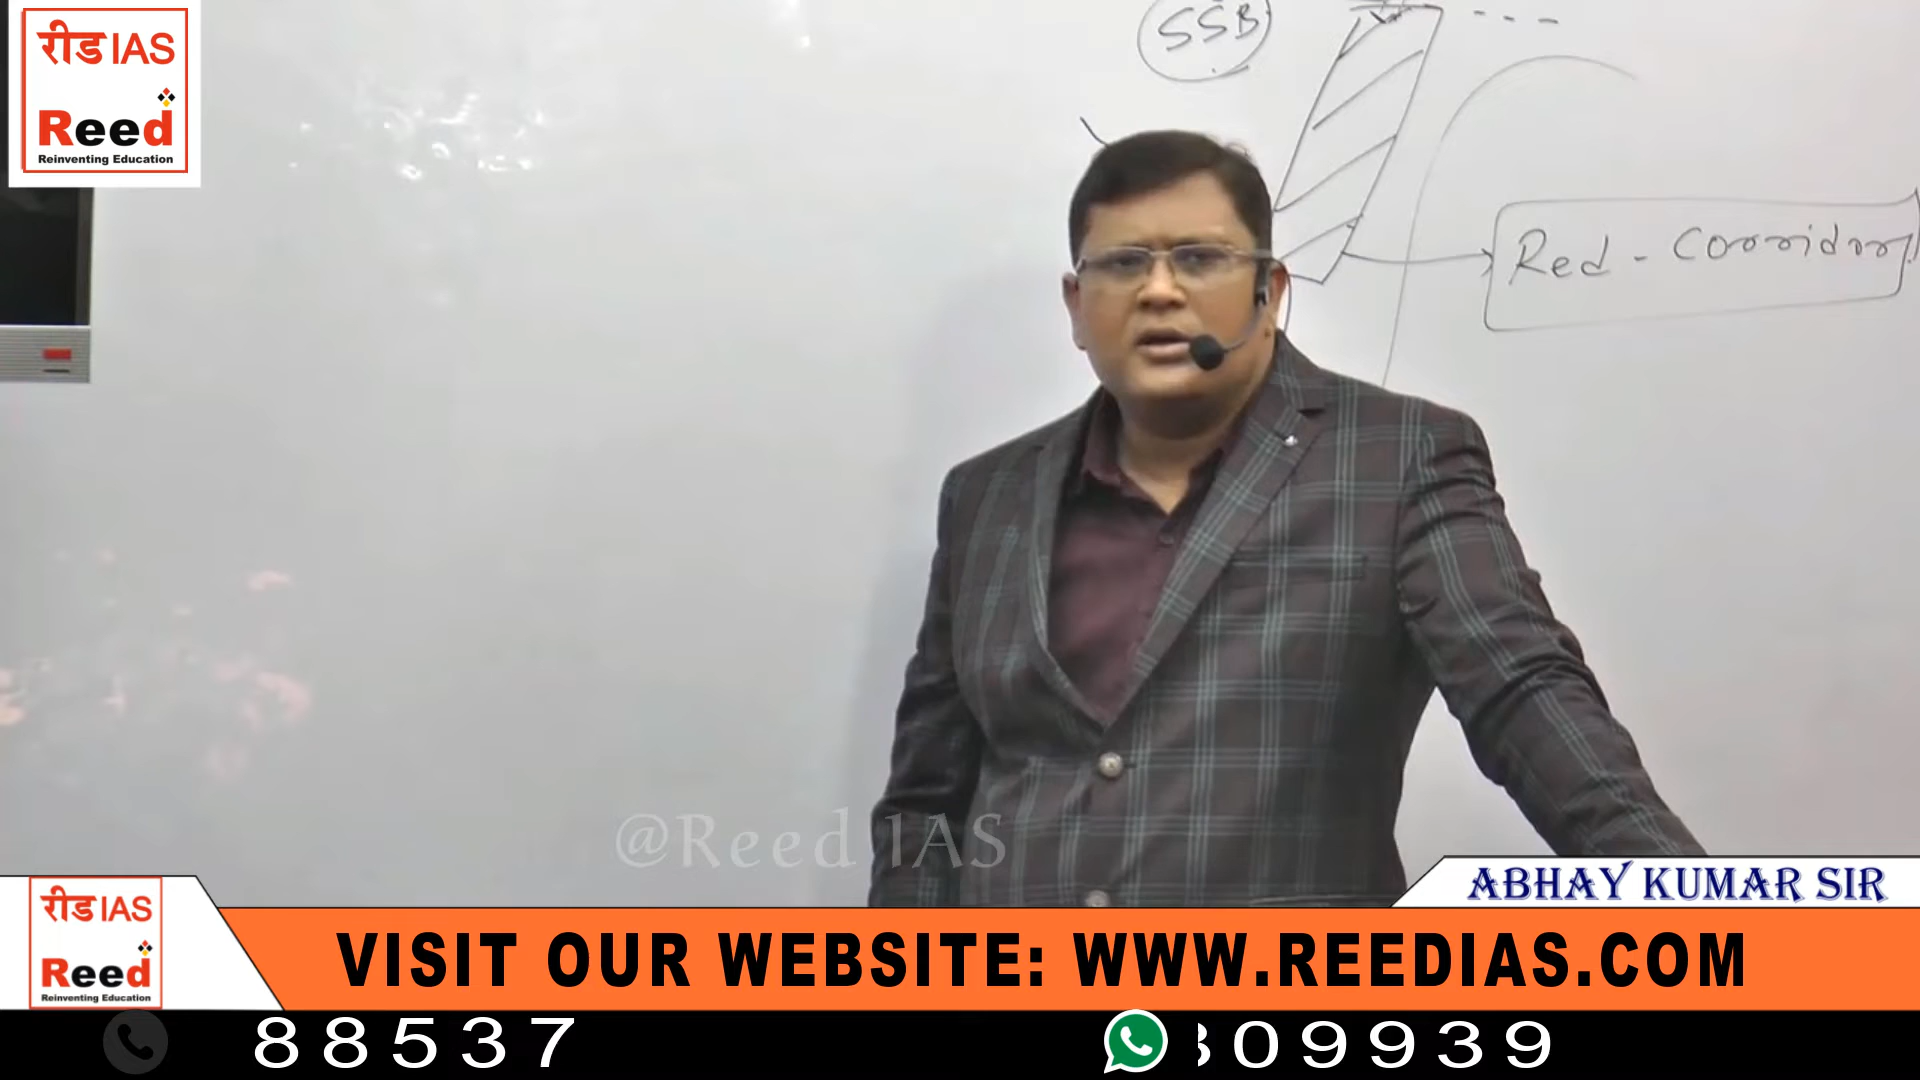 रीड IAS
Reed
Reinventing Education
SSB
Red - Corridor
@Reed IAS
ABHAY KUMAR SIR
रीड IAS
Reed
Reinventing Education
VISIT OUR WEBSITE: WWW.REEDIAS.COM
88537
309939